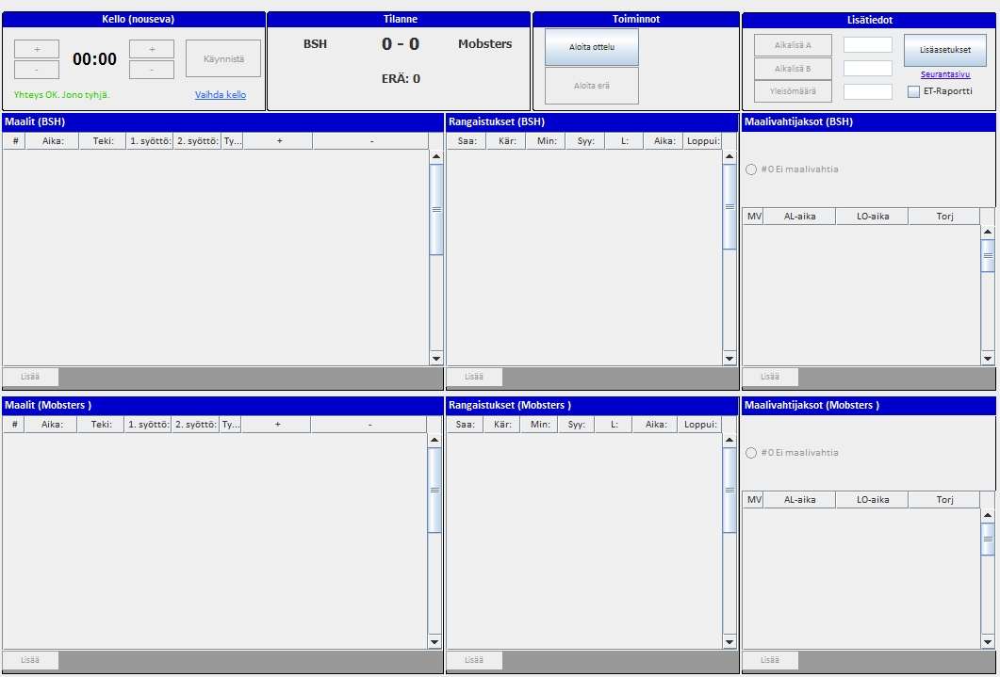 Kello (nouseva)
+
-
00:00
+
-
Käynnistä
Yhteys OK. Jono tyhjä.
Vaihda kello
Tilanne
BSH 0 - 0 Mobsters
ERÄ: 0
Toiminnot
Aloita ottelu
Aloita erä
Lisätiedot
Aikalisä A
Aikalisä B
Yleisömäärä
Lisäasetukset
Seurantasivu
ET-Raportti
Maalit (BSH)
# Aika: Teki: 1. syöttö: 2. syöttö: Ty... + -
Lisää
Rangaistukset (BSH)
Saa: Kär: Min: Syy: L: Aika: Loppui:
Lisää
Maalivahtijaksot (BSH)
#0 Ei maalivahtia
MV AL-aika LO-aika Torj
Lisää
Maalit (Mobsters )
# Aika: Teki: 1. syöttö: 2. syöttö: Ty... + -
Lisää
Rangaistukset (Mobsters )
Saa: Kär: Min: Syy: L: Aika: Loppui:
Lisää
Maalivahtijaksot (Mobsters )
#0 Ei maalivahtia
MV AL-aika LO-aika Torj
Lisää